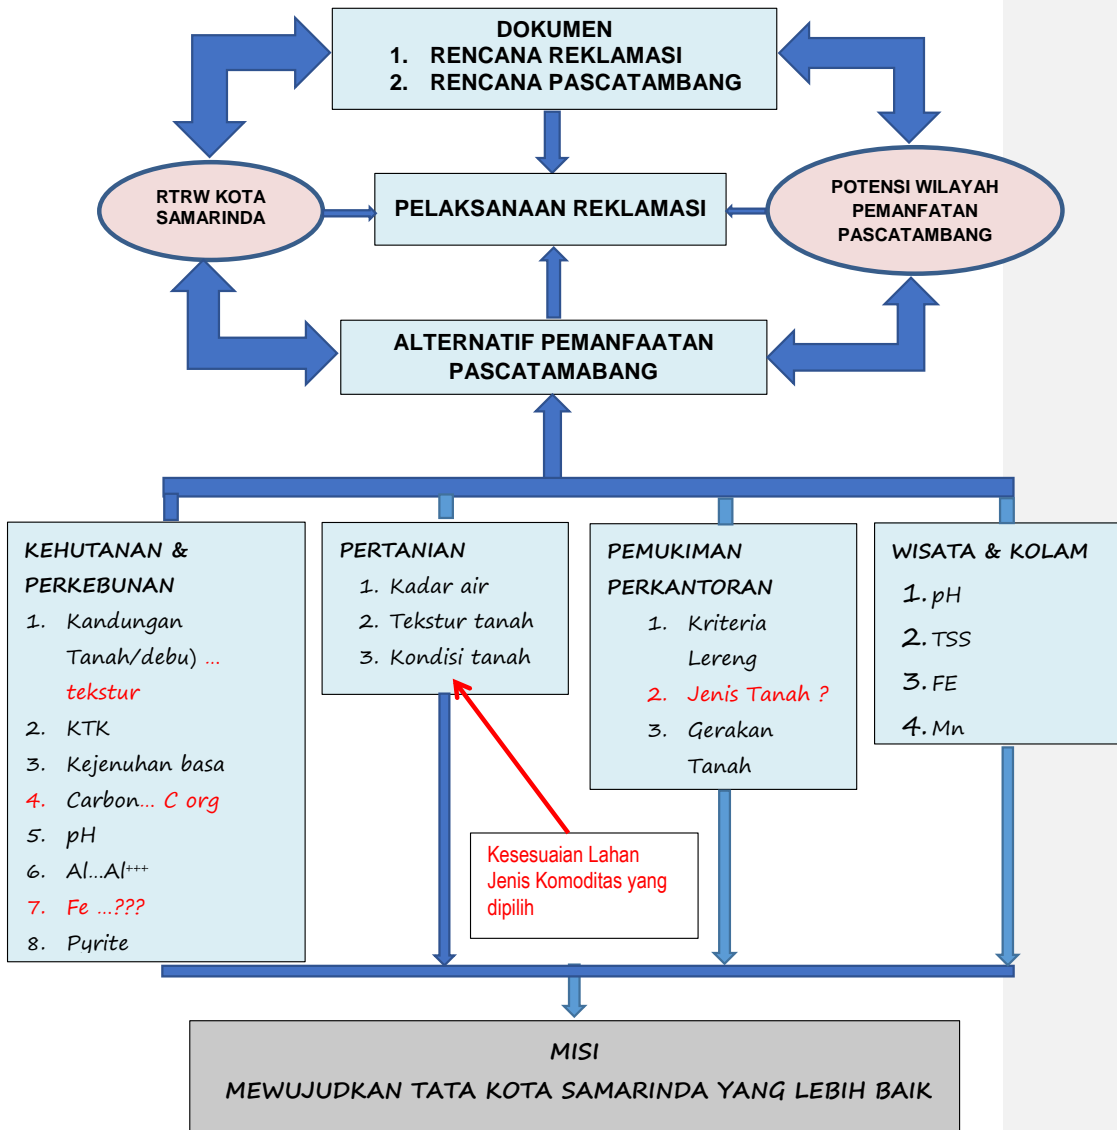 DOKUMEN
1. RENCANA REKLAMASI
2. RENCANA PASCATAMBANG
RTRW KOTA
SAMARINDA
PELAKSANAAN REKLAMASI
POTENSI WILAYAH
PEMANFATAN
PASCATAMBANG
ALTERNATIF PEMANFAATAN
PASCATAMABANG
KEHUTANAN &
PERKEBUNAN
1. Kandungan
Tanah/debu) ...
tekstur
2. KTK
3. Kejenuhan basa
4. Carbon... C org
5. pH
6. Al...Al+++
7. Fe ...???
8. Pyrite
PERTANIAN
1. Kadar air
2. Tekstur tanah
3. Kondisi tanah
PEMUKIMAN
PERKANTORAN
1. Kriteria
Lereng
2. Jenis Tanah ?
3. Gerakan
Tanah
WISATA & KOLAM
1. pH
2. TSS
3. FE
4. Mn
Kesesuaian Lahan
Jenis Komoditas yang
dipilih
MISI
MEWUJUDKAN TATA KOTA SAMARINDA YANG LEBIH BAIK